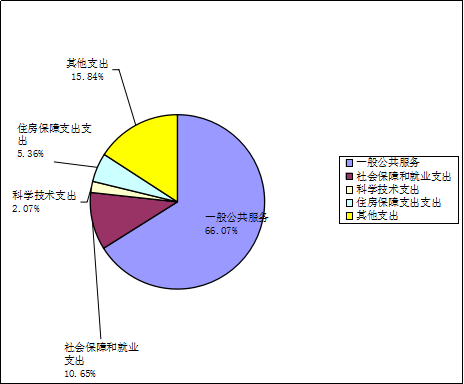 其他支出
15.84%
住房保障支出支
出
5.36%
科学技术支出
2.07%
一般公共服务
66.07%
社会保障和就业
支出
10.65%
一般公共服务
社会保障和就业支出
科学技术支出
住房保障支出支出
其他支出